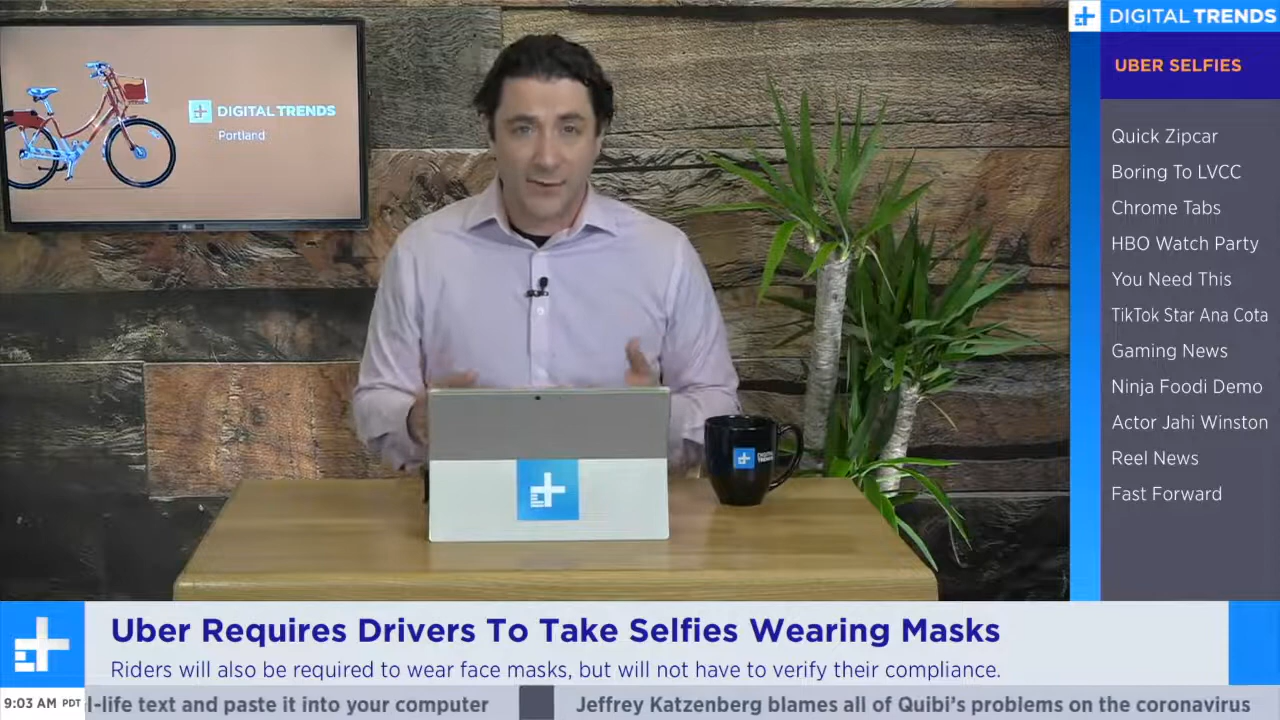 DIGITAL TRENDS
Portland
LG
DIGITAL
TRENDS
DIGITAL TRENDS
UBER SELFIES
Quick Zipcar
Boring To LVCC
Chrome Tabs
HBO Watch Party
You Need This
TikTok Star Ana Cota
Gaming News
Ninja Foodi Demo
Actor Jahi Winston
Reel News
Fast Forward
Uber Requires Drivers To Take Selfies Wearing Masks
Riders will also be required to wear face masks, but will not have to verify their compliance.
9:03 AM PDT
l-life text and paste it into your computer
Jeffrey Katzenberg blames all of Quibi's problems on the coronavirus